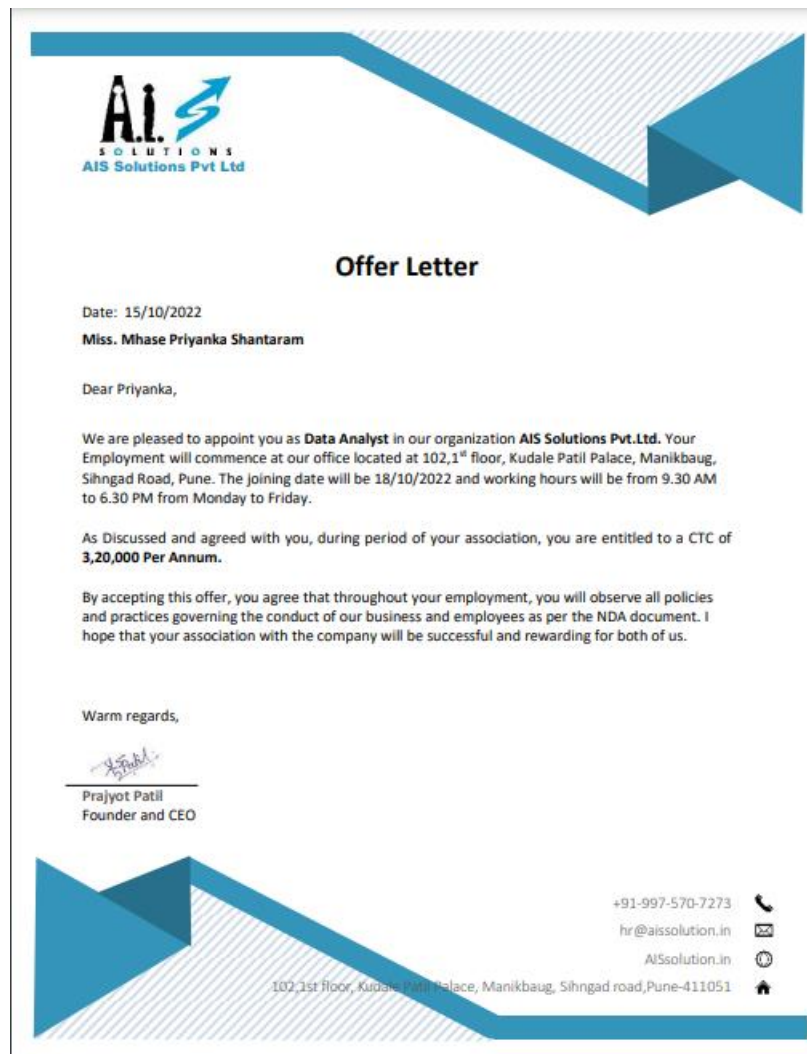 A.I.S
SOLUTIONS
AIS Solutions Pvt Ltd
Offer Letter
Date: 15/10/2022
Miss. Mhase Priyanka Shantaram
Dear Priyanka,
We are pleased to appoint you as Data Analyst in our organization AIS Solutions Pvt.Ltd. Your
Employment will commence at our office located at 102,1st floor, Kudale Patil Palace, Manikbaug,
Sihngad Road, Pune. The joining date will be 18/10/2022 and working hours will be from 9.30 AM
to 6.30 PM from Monday to Friday.
As Discussed and agreed with you, during period of your association, you are entitled to a CTC of
3,20,000 Per Annum.
By accepting this offer, you agree that throughout your employment, you will observe all policies
and practices governing the conduct of our business and employees as per the NDA document. I
hope that your association with the company will be successful and rewarding for both of us.
Warm regards,
Prajyot Patil
Founder and CEO
+91-997-570-7273
hr@aissolution.in
AISsolution.in
102,1st floor, Kudale Patil Palace, Manikbaug, Sihngad road,Pune-411051